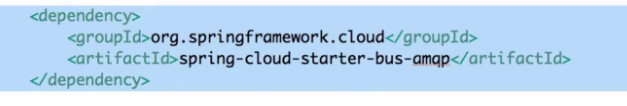 <dependency>
<groupId>org.springframework.cloud</groupId>
<artifactId>spring-cloud-starter-bus-amqp</artifactId>
</dependency>